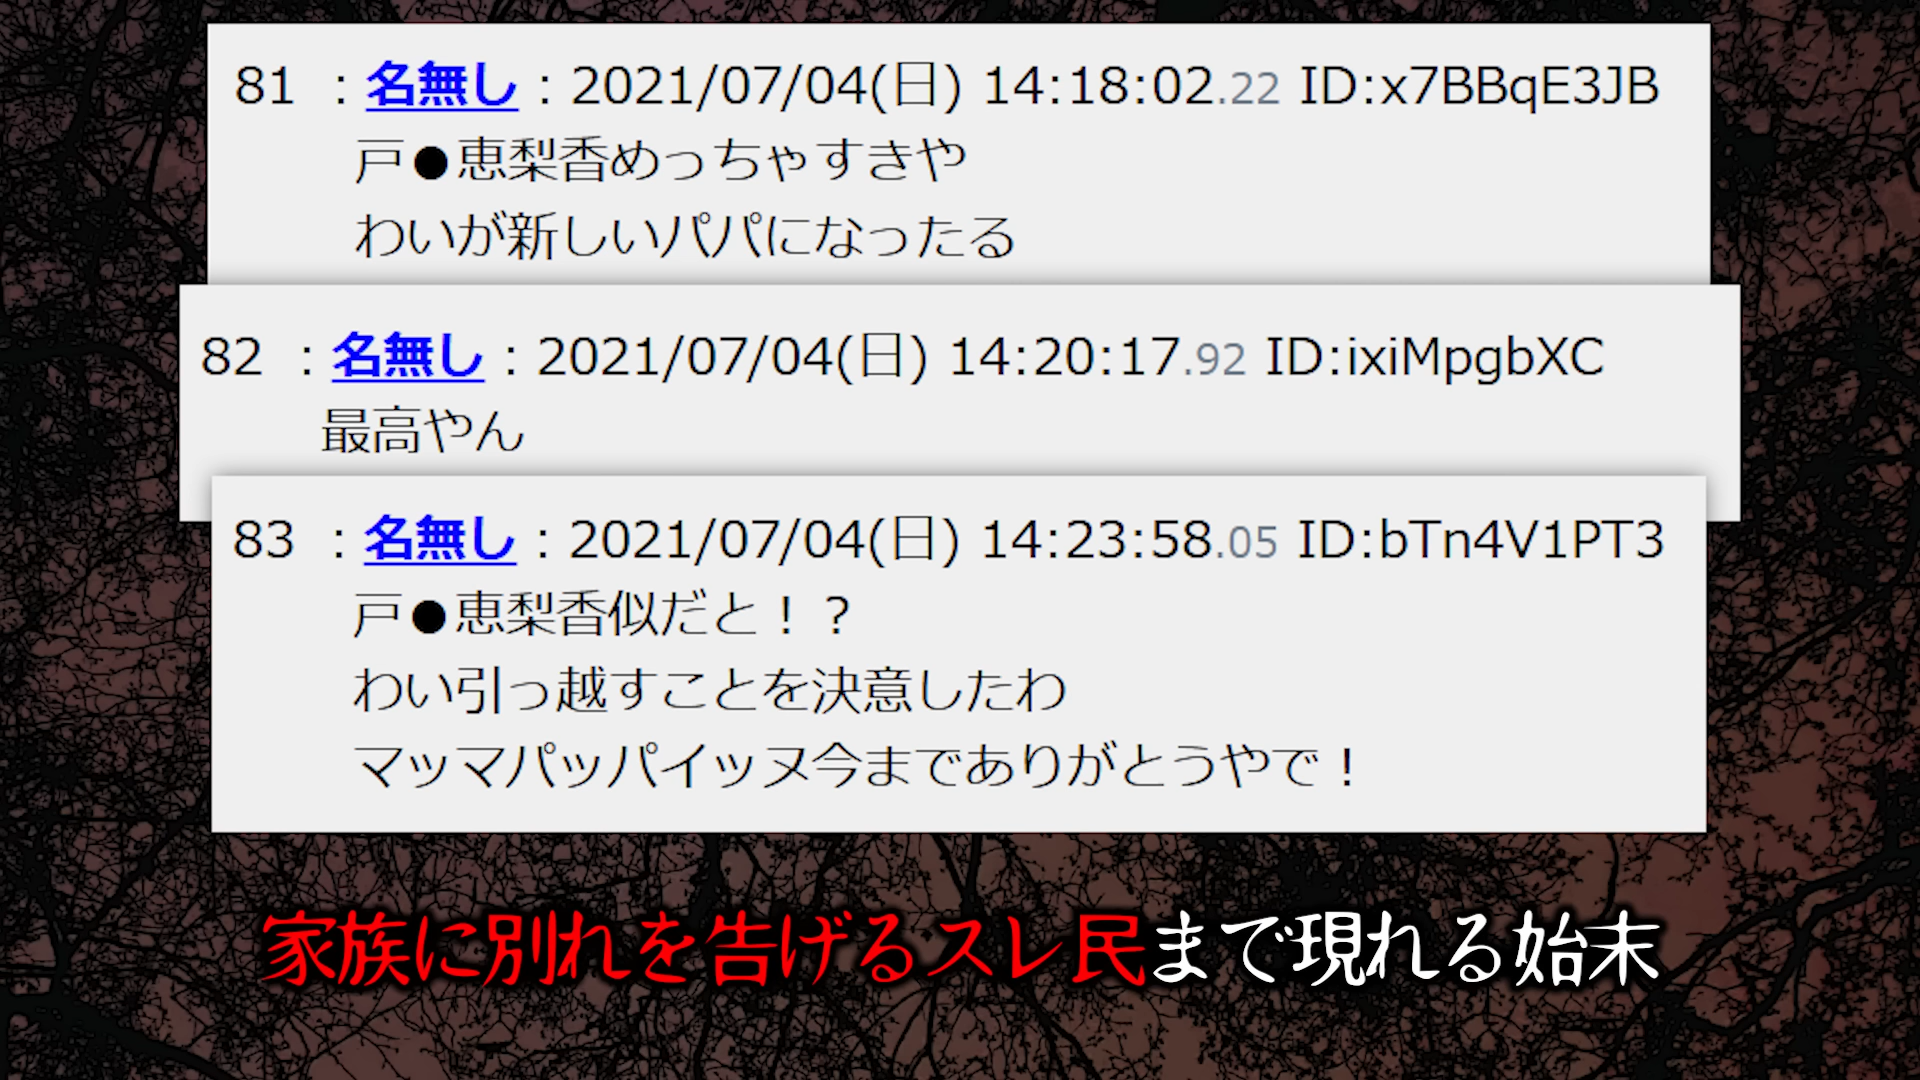 81 ：名無し：2021/07/04(日) 14:18:02.22 ID:x7BBqE3JB
戸●恵梨香めっちゃすきや
わいが新しいパパになったる
82 ：名無し：2021/07/04(日) 14:20:17.92 ID:ixiMpgbXC
最高やん
83 ：名無し：2021/07/04(日) 14:23:58.05 ID:bTn4V1PT3
戸●恵梨香似だと！？
わい引っ越すことを決意したわ
マッマパッパイッヌ今までありがとうやで！
家族に別れを告げるスレ民まで現れる始末